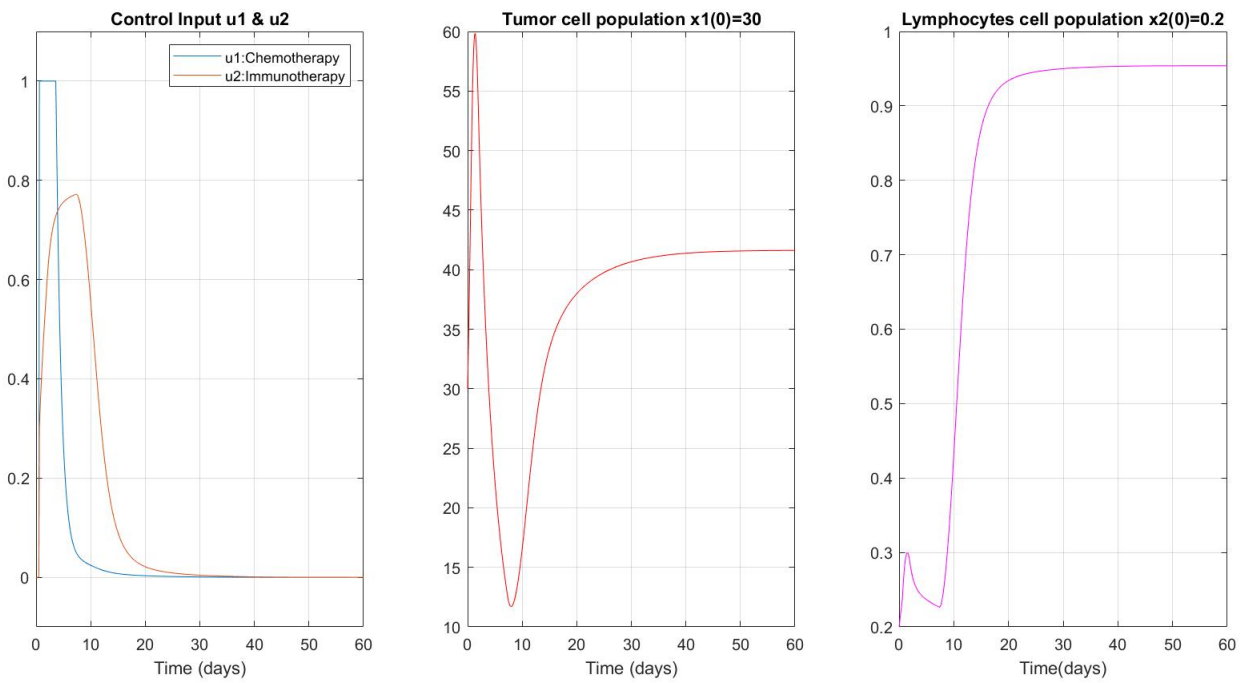 Control Input u1 & u2
u1:Chemotherapy
u2:Immunotherapy
1
0.8
0.6
0.4
0.2
0
0 10 20 30 40 50 60
Time (days)
Tumor cell population x1(0)=30
60
55
50
45
40
35
30
25
20
15
10
0 10 20 30 40 50 60
Time (days)
Lymphocytes cell population x2(0)=0.2
1
0.9
0.8
0.7
0.6
0.5
0.4
0.3
0.2
0 10 20 30 40 50 60
Time(days)